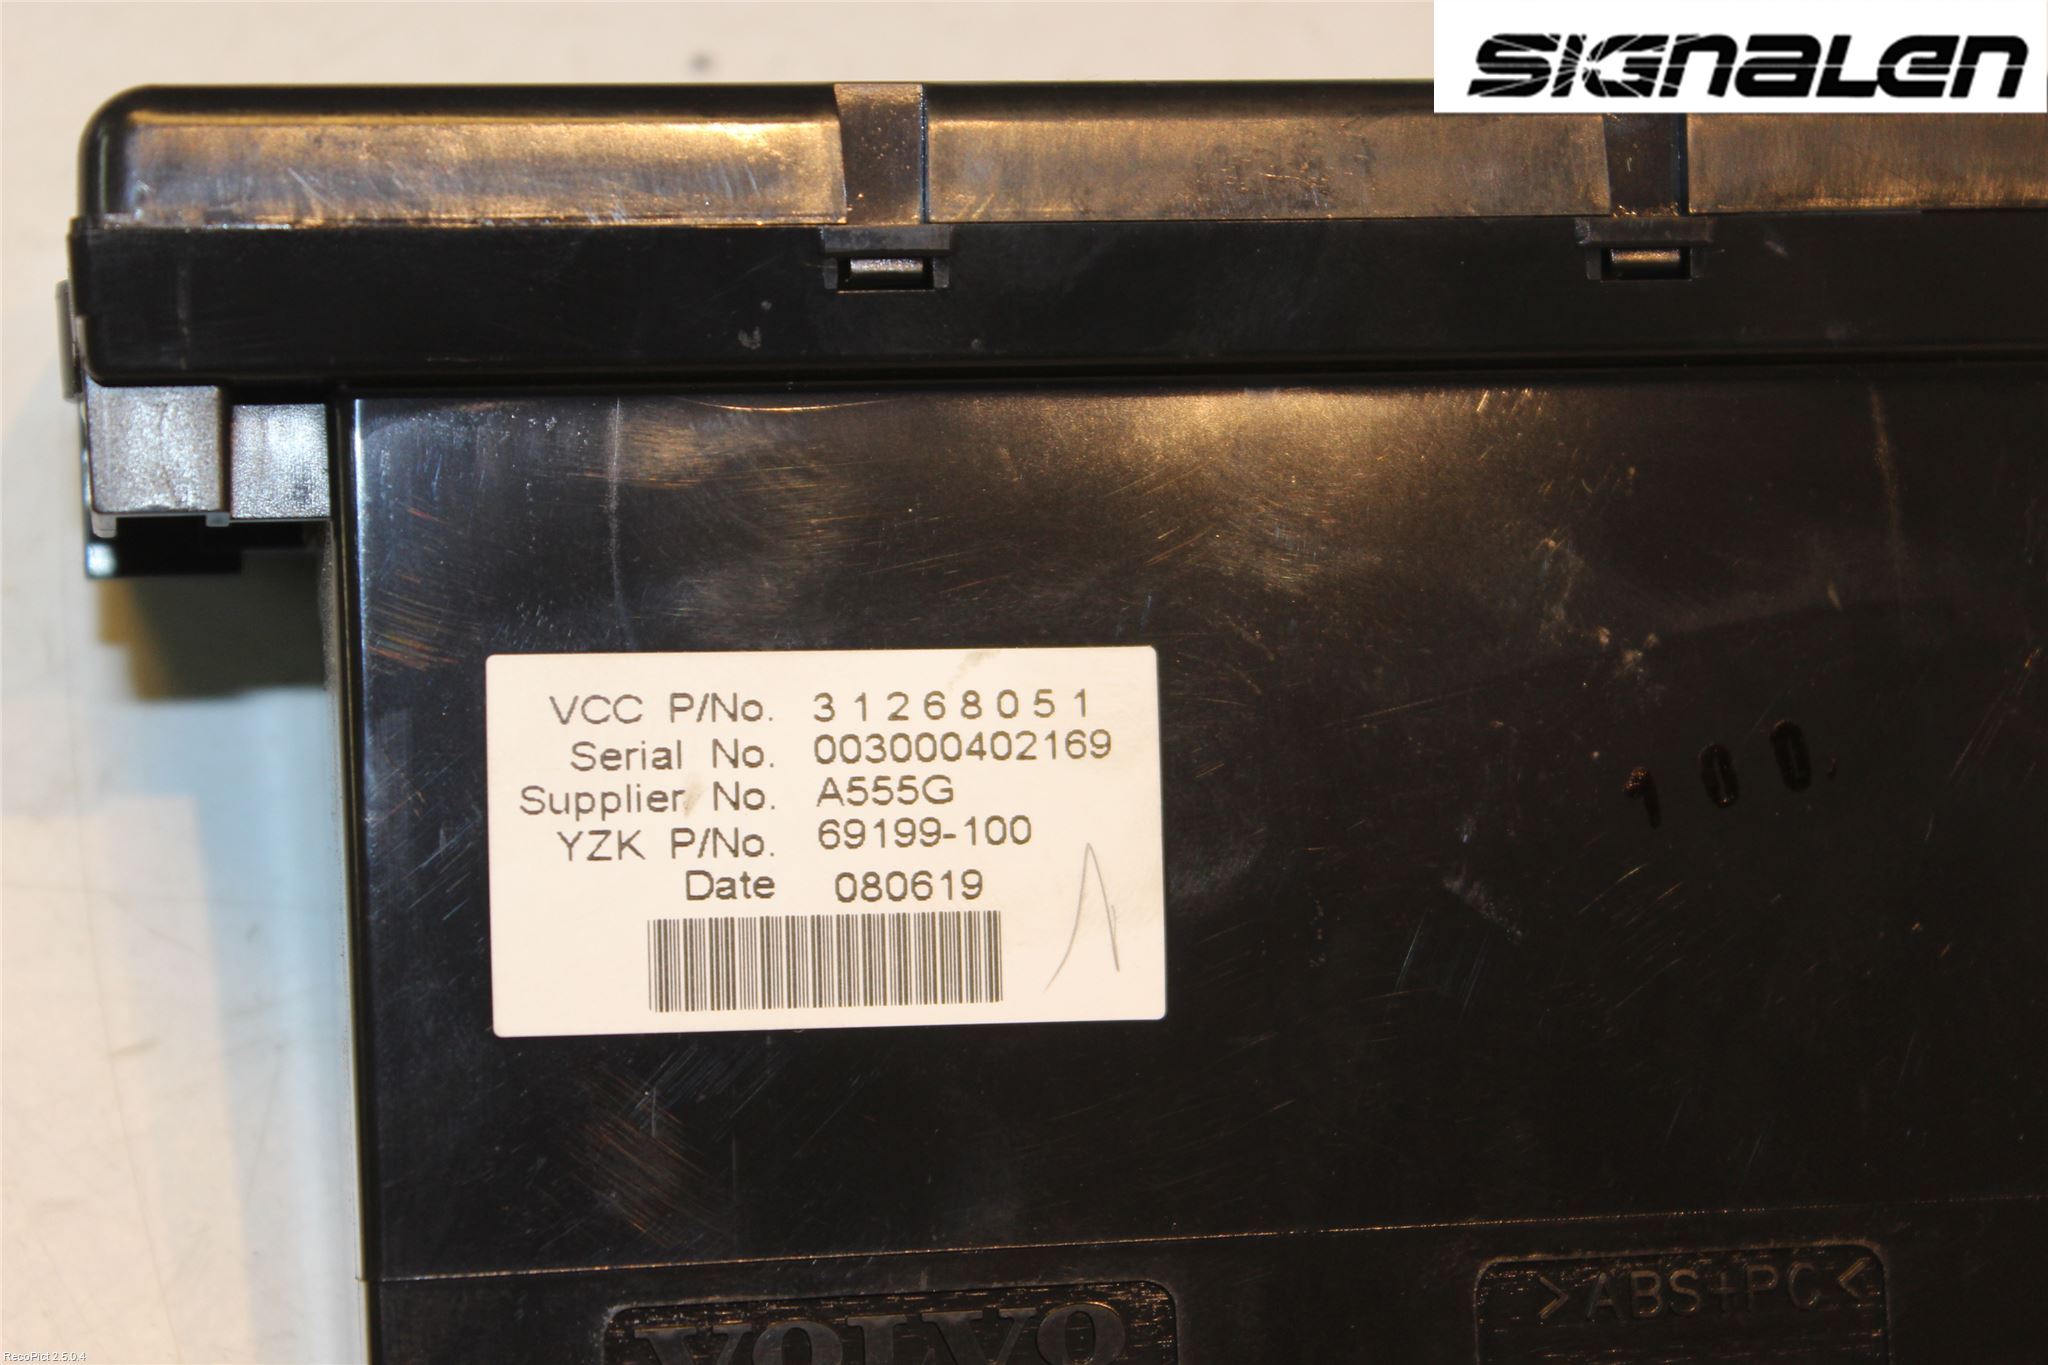 SIGNALEN
VCC P/No. 31268051
Serial No. 003000402169
Supplier No. A555G
YZK P/No. 69199-100
Date 080619
100
VOLVO
>ABS+PC<
RecoPict 2.5.0.4